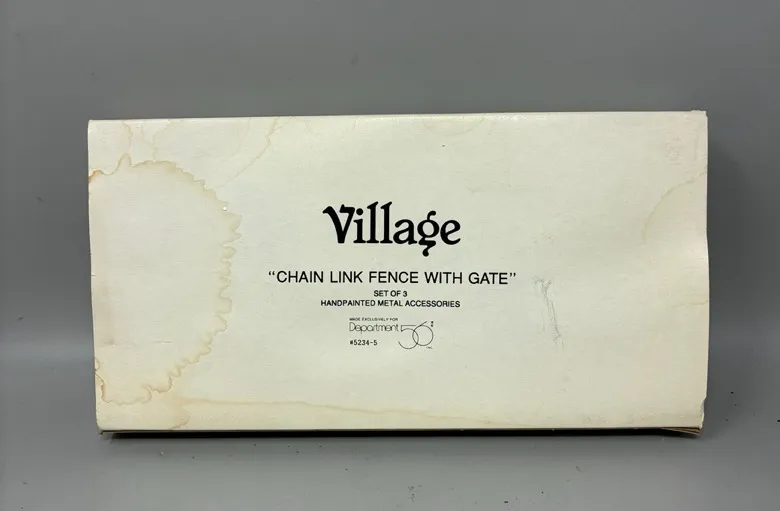 Village
“CHAIN LINK FENCE WITH GATE”
SET OF 3
HANDPAINTED METAL ACCESSORIES
MADE EXCLUSIVELY FOR
Department 56
#5234-5